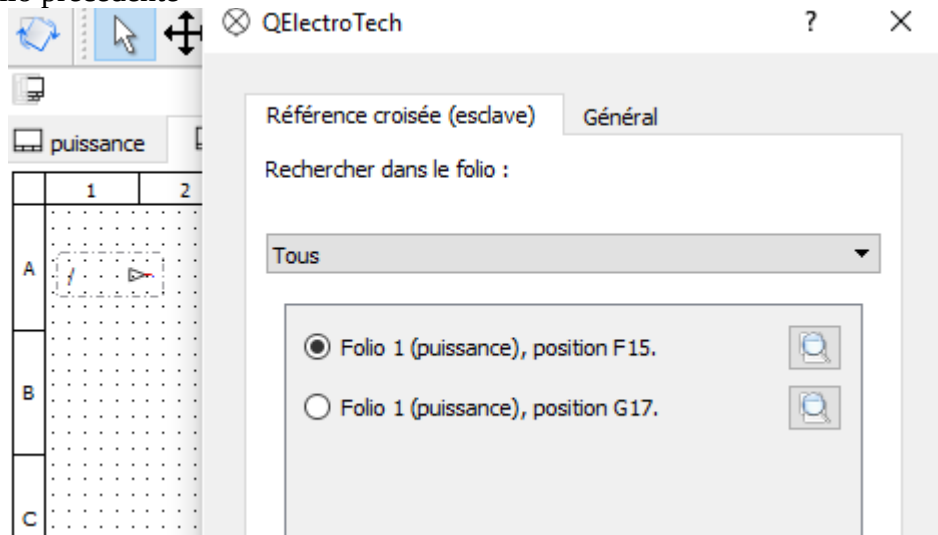 précédente
QElectroTech ?
puissance
Référence croisée (esclave) Général
Rechercher dans le folio :
Tous
Folio 1 (puissance), position F15.
Folio 1 (puissance), position G17.
1 2
A
/
B
C